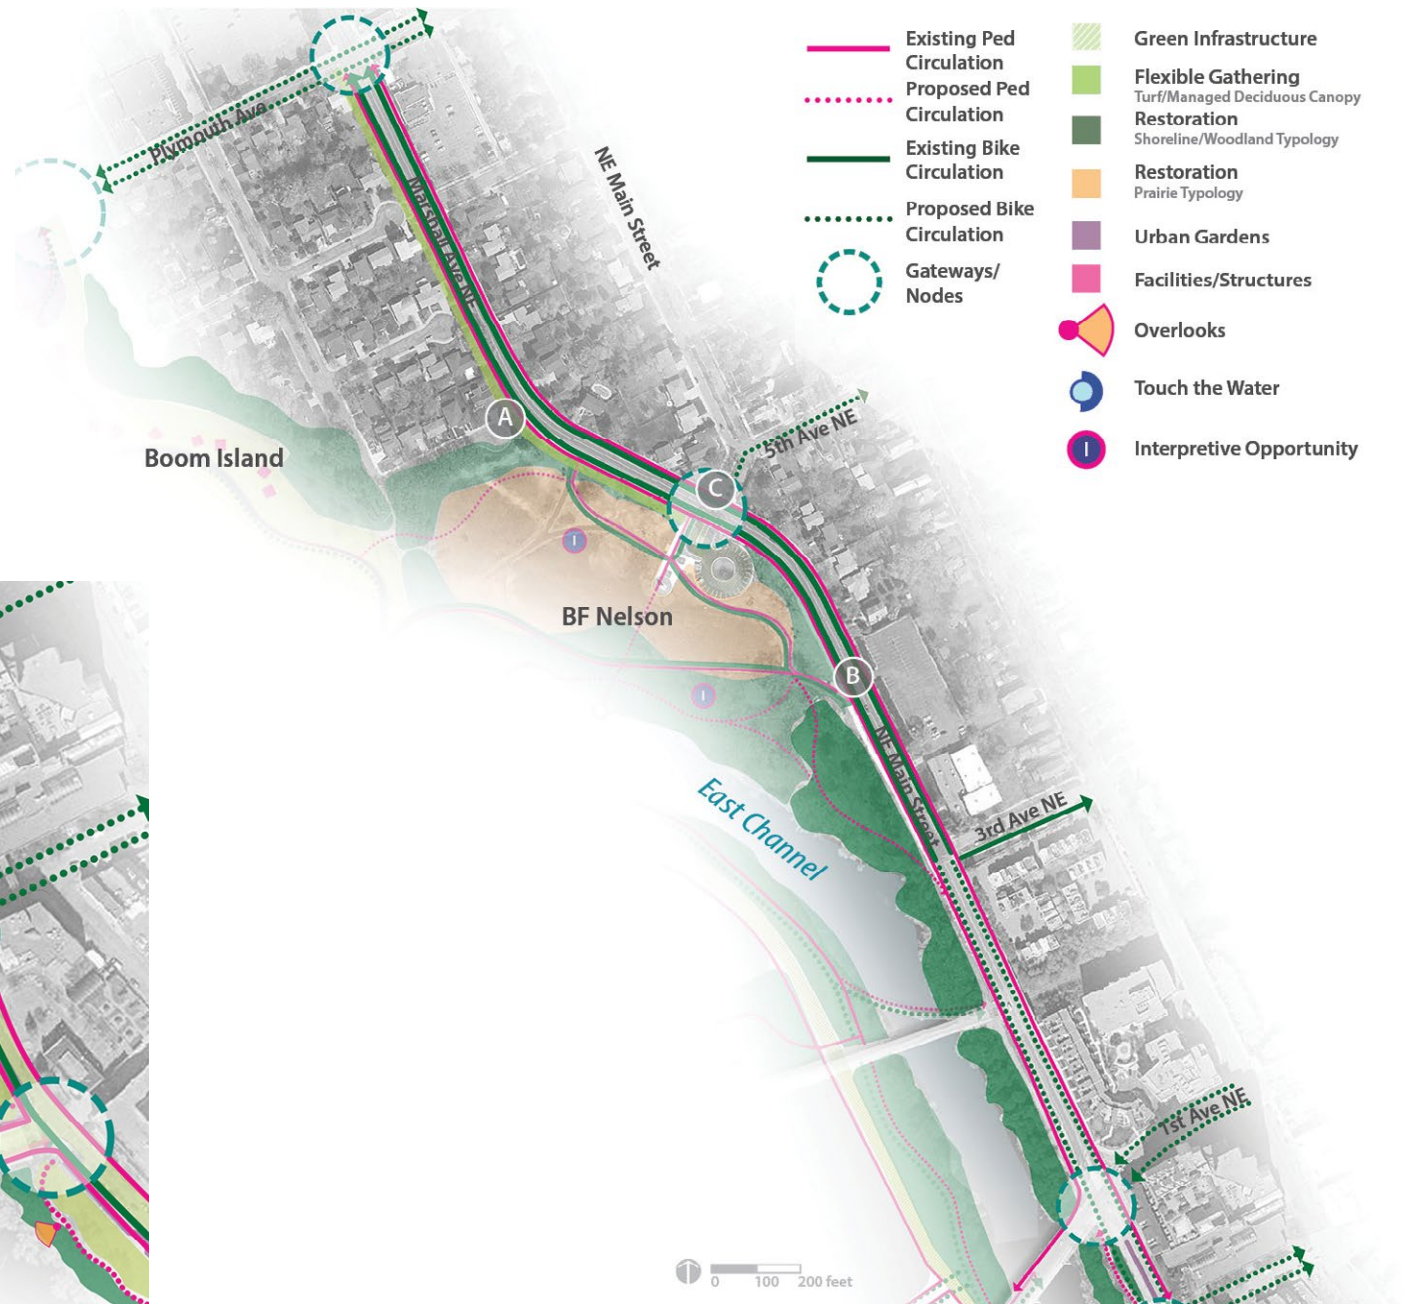 Existing Ped
Circulation
Proposed Ped
Circulation
Existing Bike
Circulation
Proposed Bike
Circulation
Gateways/
Nodes
Green Infrastructure
Flexible Gathering
Turf/Managed Deciduous Canopy
Restoration
Shoreline/Woodland Typology
Restoration
Prairie Typology
Urban Gardens
Facilities/Structures
Overlooks
Touch the Water
I
Interpretive Opportunity
Plymouth Ave
Marshall Ave NE
NE Main Street
A
5th Ave NE
Boom Island
C
I
BF Nelson
B
I
NE Main Street
East Channel
3rd Ave NE
1st Ave NE
0 100 200 feet